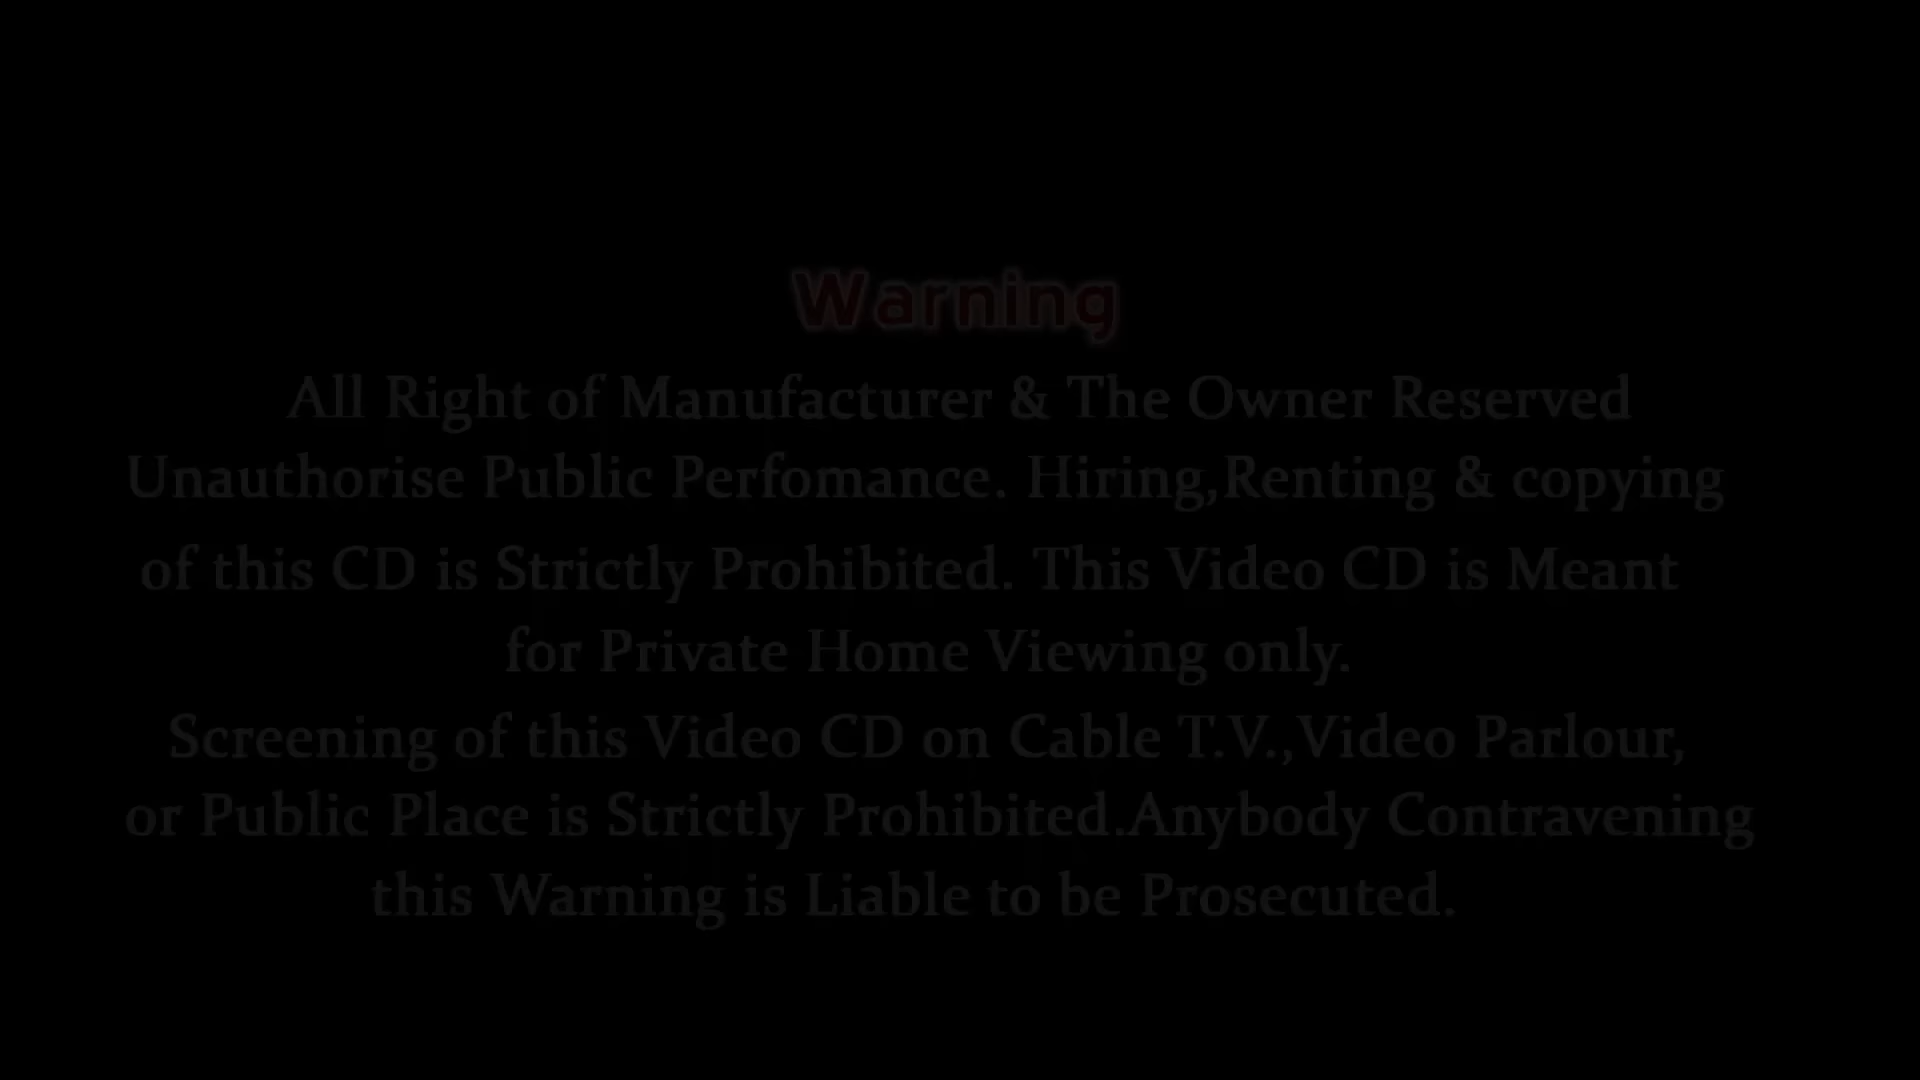 Warning
All Right of Manufacturer & The Owner Reserved
Unauthorise Public Perfomance. Hiring,Renting & copying
of this CD is Strictly Prohibited. This Video CD is Meant
for Private Home Viewing only.
Screening of this Video CD on Cable T.V.,Video Parlour,
or Public Place is Strictly Prohibited.Anybody Contravening
this Warning is Liable to be Prosecuted.